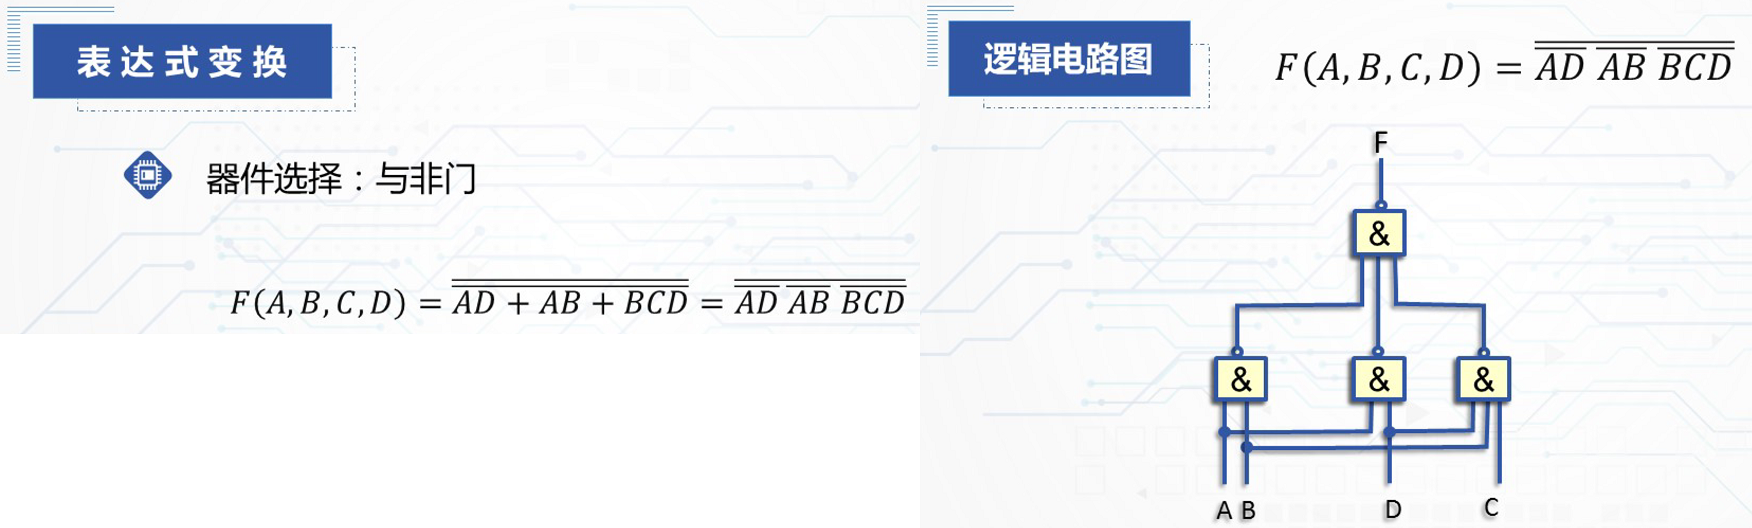 表达式变换
器件选择：与非门
F(A, B, C, D) = \overline{\overline{AD + AB + BCD}} = \overline{\overline{AD}\ \overline{AB}\ \overline{BCD}}
逻辑电路图
F(A, B, C, D) = \overline{\overline{AD}\ \overline{AB}\ \overline{BCD}}
F
&
& & &
A B D C